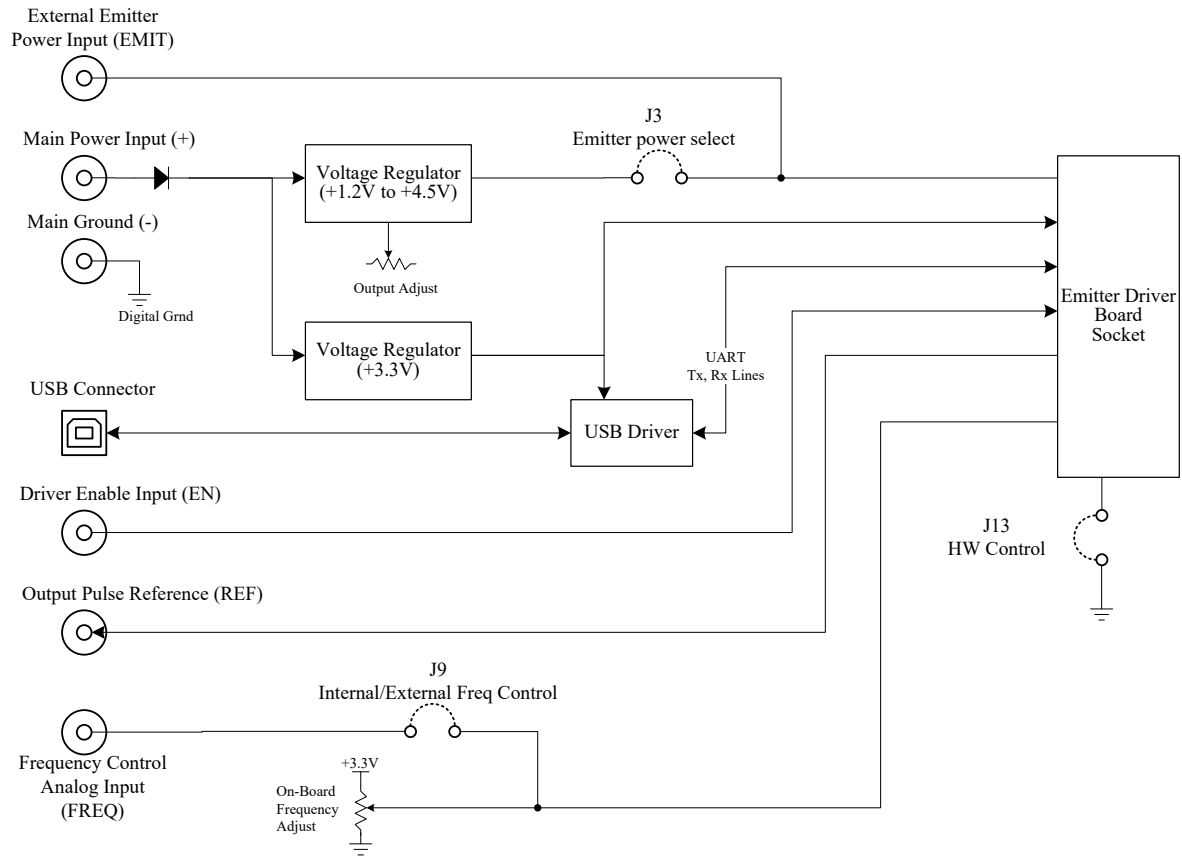 External Emitter
Power Input (EMIT)
J3
Emitter power select
Main Power Input (+)
Voltage Regulator
(+1.2V to +4.5V)
Main Ground (-)
Output Adjust
Digital Grnd
Emitter Driver
Board
Socket
Voltage Regulator
(+3.3V)
UART
Tx, Rx Lines
USB Connector
USB Driver
Driver Enable Input (EN)
J13
HW Control
Output Pulse Reference (REF)
J9
Internal/External Freq Control
Frequency Control
Analog Input
(FREQ)
+3.3V
On-Board
Frequency
Adjust